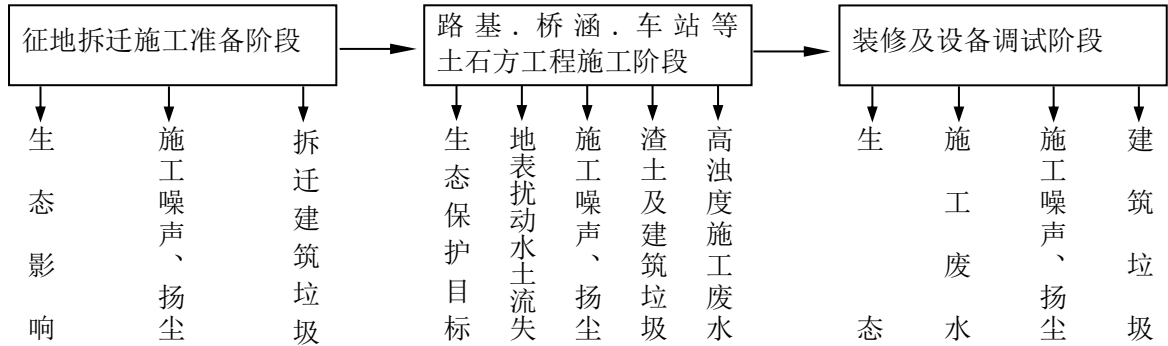 征地拆迁施工准备阶段
路基.桥涵.车站等
土石方工程施工阶段
装修及设备调试阶段
生态影响
施工噪声、扬尘
拆迁建筑垃圾
生态保护目标
地表扰动水土流失
施工噪声、扬尘
渣土及建筑垃圾
高浊度施工废水
生态
施工废水
施工噪声、扬尘
建筑垃圾